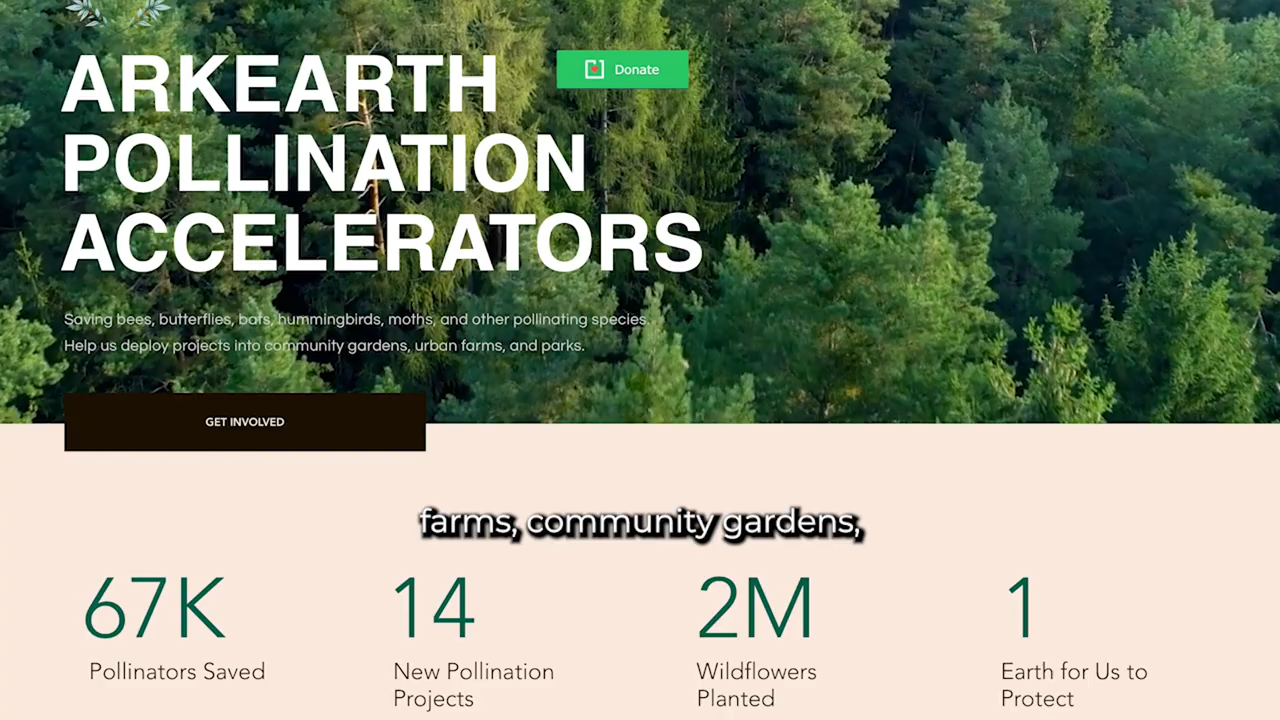 ARKEARTH
POLLINATION
ACCELERATORS
Donate
Saving bees, butterflies, bats, hummingbirds, moths, and other pollinating species.
Help us deploy projects into community gardens, urban farms, and parks.
GET INVOLVED
farms, community gardens,
67K
Pollinators Saved
14
New Pollination
Projects
2M
Wildflowers
Planted
1
Earth for Us to
Protect